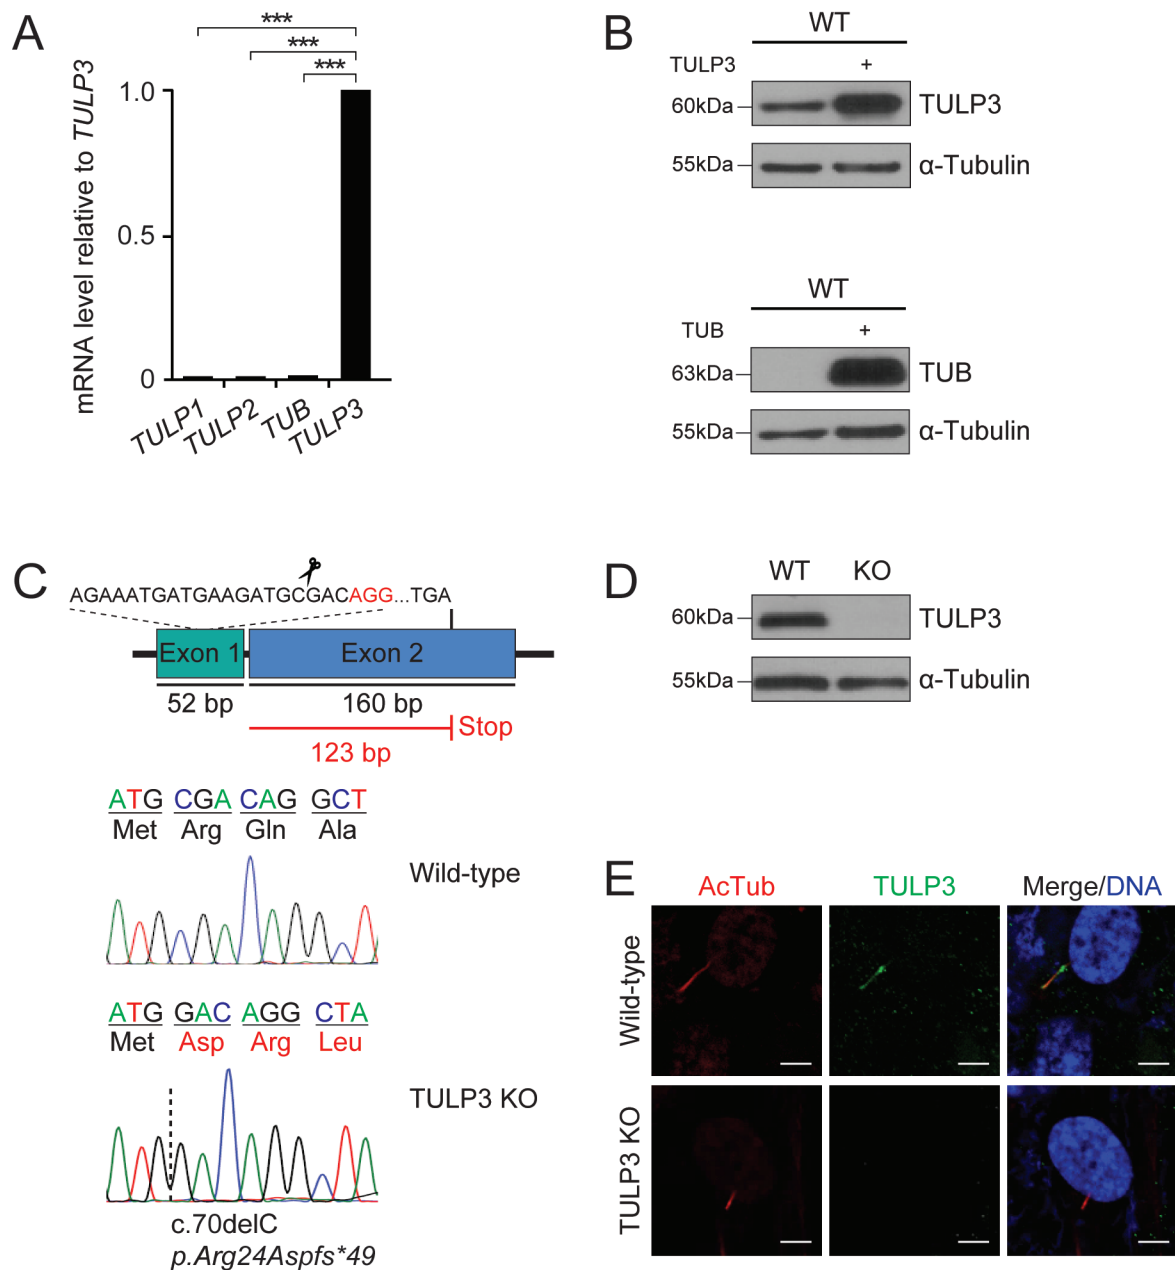 A
***
***
***
mRNA level relative to TULP3
1.0
0.5
0
TULP1
TULP2
TUB
TULP3
B
WT
TULP3 +
60kDa TULP3
55kDa α-Tubulin
WT
TUB +
63kDa TUB
55kDa α-Tubulin
C
AGAAATGATGAAGATGCGACAGG...TGA
Exon 1 Exon 2
52 bp 160 bp
Stop
123 bp
ATG CGA CAG GCT
Met Arg Gln Ala
Wild-type
ATG GAC AGG CTA
Met Asp Arg Leu
TULP3 KO
c.70delC
p.Arg24Aspfs*49
D
WT KO
60kDa TULP3
55kDa α-Tubulin
E
AcTub TULP3 Merge/DNA
Wild-type
TULP3 KO